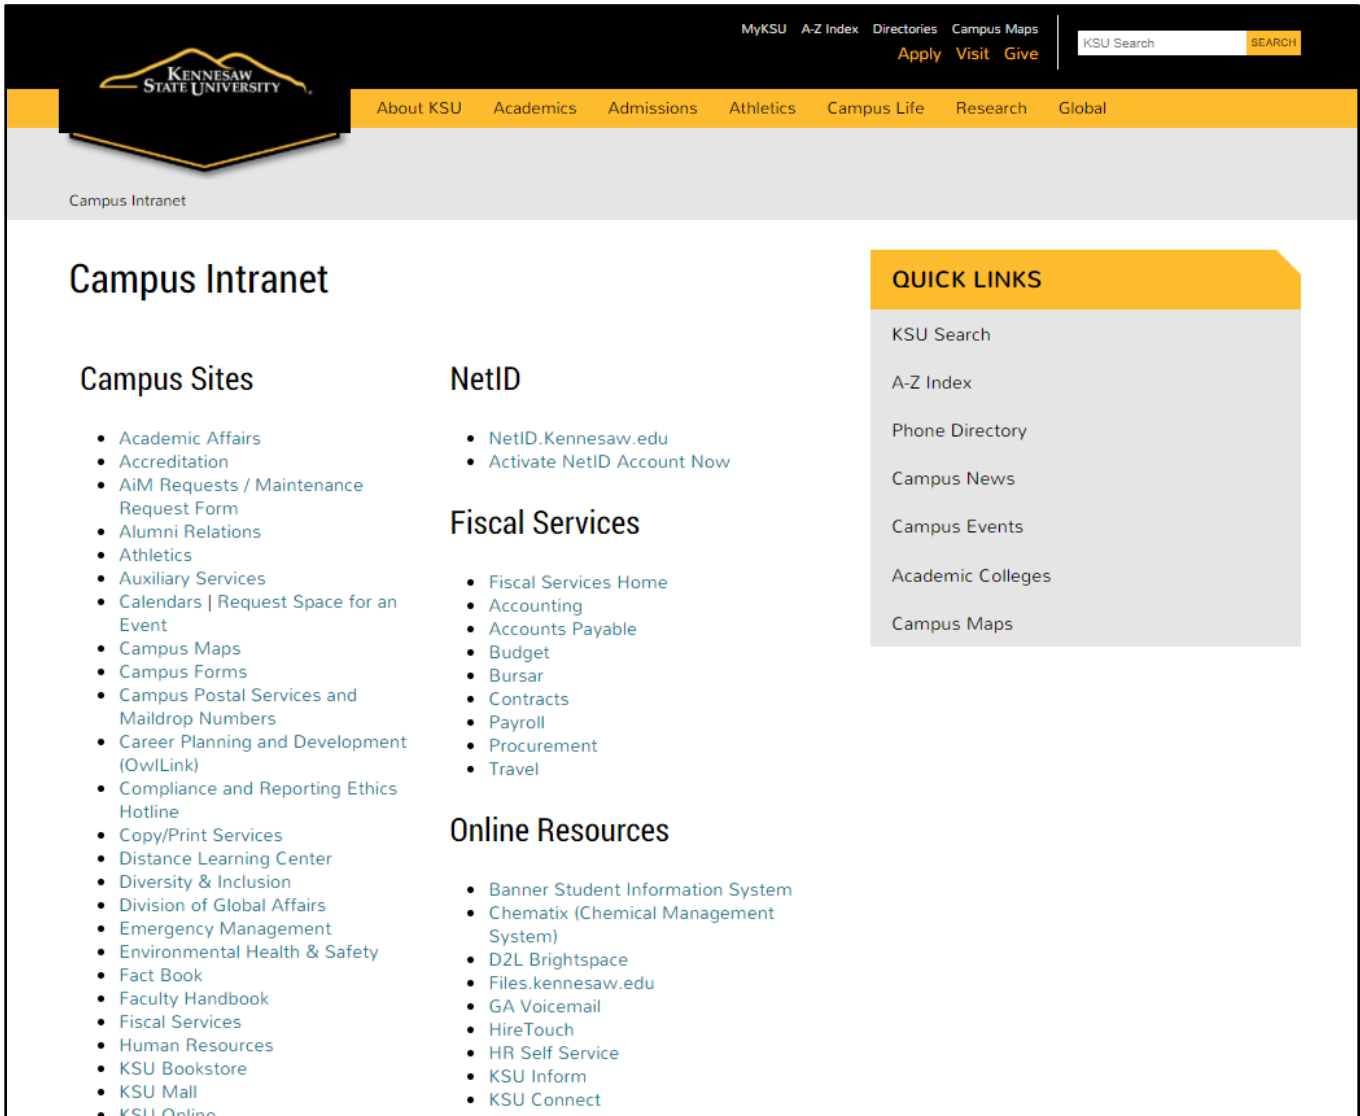 MyKSU A-Z Index Directories Campus Maps
Apply Visit Give
KSU Search SEARCH
KENNESAW
STATE UNIVERSITY
About KSU Academics Admissions Athletics Campus Life Research Global
Campus Intranet
Campus Intranet
Campus Sites
Academic Affairs
Accreditation
AiM Requests / Maintenance
Request Form
Alumni Relations
Athletics
Auxiliary Services
Calendars | Request Space for an
Event
Campus Maps
Campus Forms
Campus Postal Services and
Maildrop Numbers
Career Planning and Development
(OwlLink)
Compliance and Reporting Ethics
Hotline
Copy/Print Services
Distance Learning Center
Diversity & Inclusion
Division of Global Affairs
Emergency Management
Environmental Health & Safety
Fact Book
Faculty Handbook
Fiscal Services
Human Resources
KSU Bookstore
KSU Mall
KSU Online
NetID
NetID.Kennesaw.edu
Activate NetID Account Now
Fiscal Services
Fiscal Services Home
Accounting
Accounts Payable
Budget
Bursar
Contracts
Payroll
Procurement
Travel
Online Resources
Banner Student Information System
Chematix (Chemical Management
System)
D2L Brightspace
Files.kennesaw.edu
GA Voicemail
HireTouch
HR Self Service
KSU Inform
KSU Connect
QUICK LINKS
KSU Search
A-Z Index
Phone Directory
Campus News
Campus Events
Academic Colleges
Campus Maps